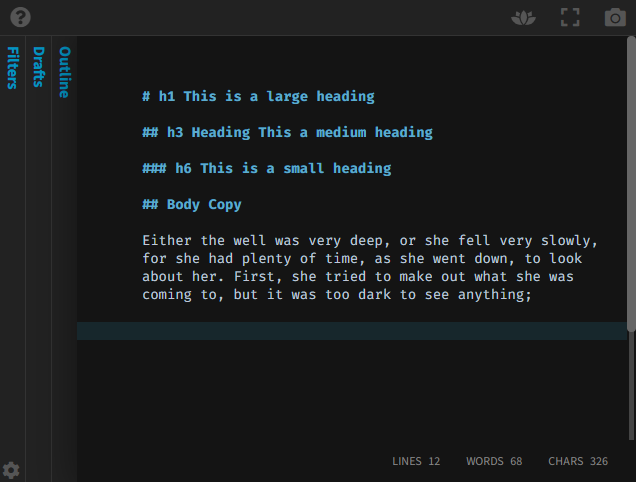 ?
Filters
Drafts
Outline
# h1 This is a large heading
## h3 Heading This a medium heading
### h6 This is a small heading
## Body Copy
Either the well was very deep, or she fell very slowly,
for she had plenty of time, as she went down, to look
about her. First, she tried to make out what she was
coming to, but it was too dark to see anything;
LINES 12 WORDS 68 CHARS 326